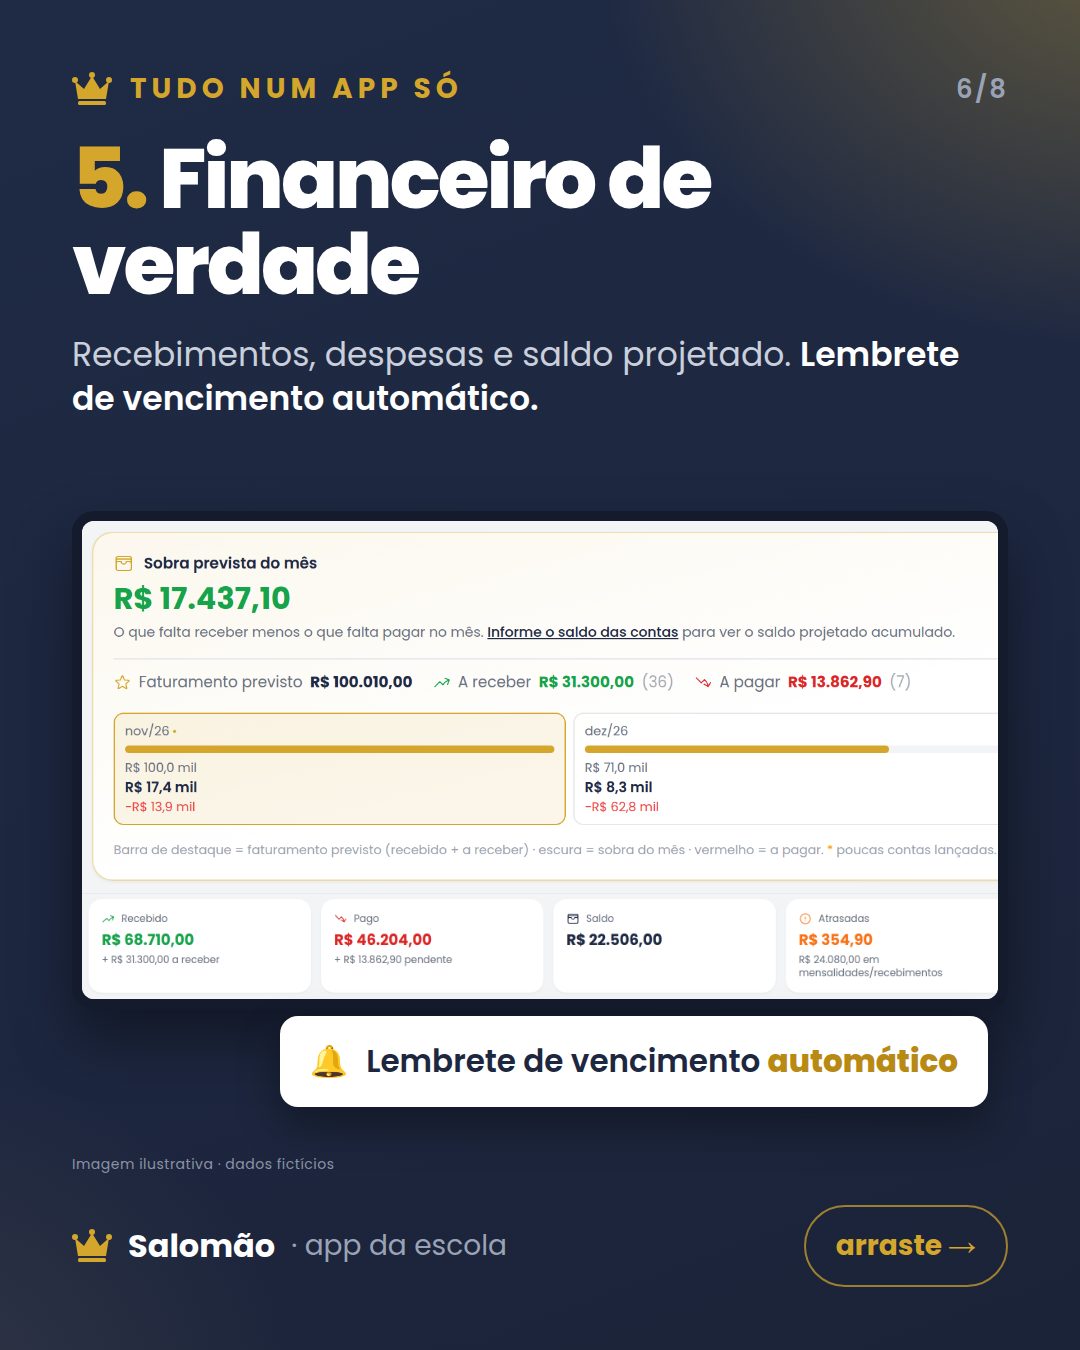 TUDO NUM APP SÓ
6/8
5. Financeiro de
verdade
Recebimentos, despesas e saldo projetado. Lembrete
de vencimento automático.
Sobra prevista do mês
R$ 17.437,10
O que falta receber menos o que falta pagar no mês. Informe o saldo das contas para ver o saldo projetado acumulado.
Faturamento previsto R$ 100.010,00 A receber R$ 31.300,00 (36) A pagar R$ 13.862,90 (7)
nov/26 •
R$ 100,0 mil
R$ 17,4 mil
-R$ 13,9 mil
dez/26
R$ 71,0 mil
R$ 8,3 mil
-R$ 62,8 mil
Barra de destaque = faturamento previsto (recebido + a receber) · escura = sobra do mês · vermelho = a pagar. * poucas contas lançadas.
Recebido
R$ 68.710,00
+ R$ 31.300,00 a receber
Pago
R$ 46.204,00
+ R$ 13.862,90 pendente
Saldo
R$ 22.506,00
Atrasadas
R$ 354,90
R$ 24.080,00 em
mensalidades/recebimentos
🔔 Lembrete de vencimento automático
Imagem ilustrativa · dados fictícios
Salomão · app da escola
arraste →